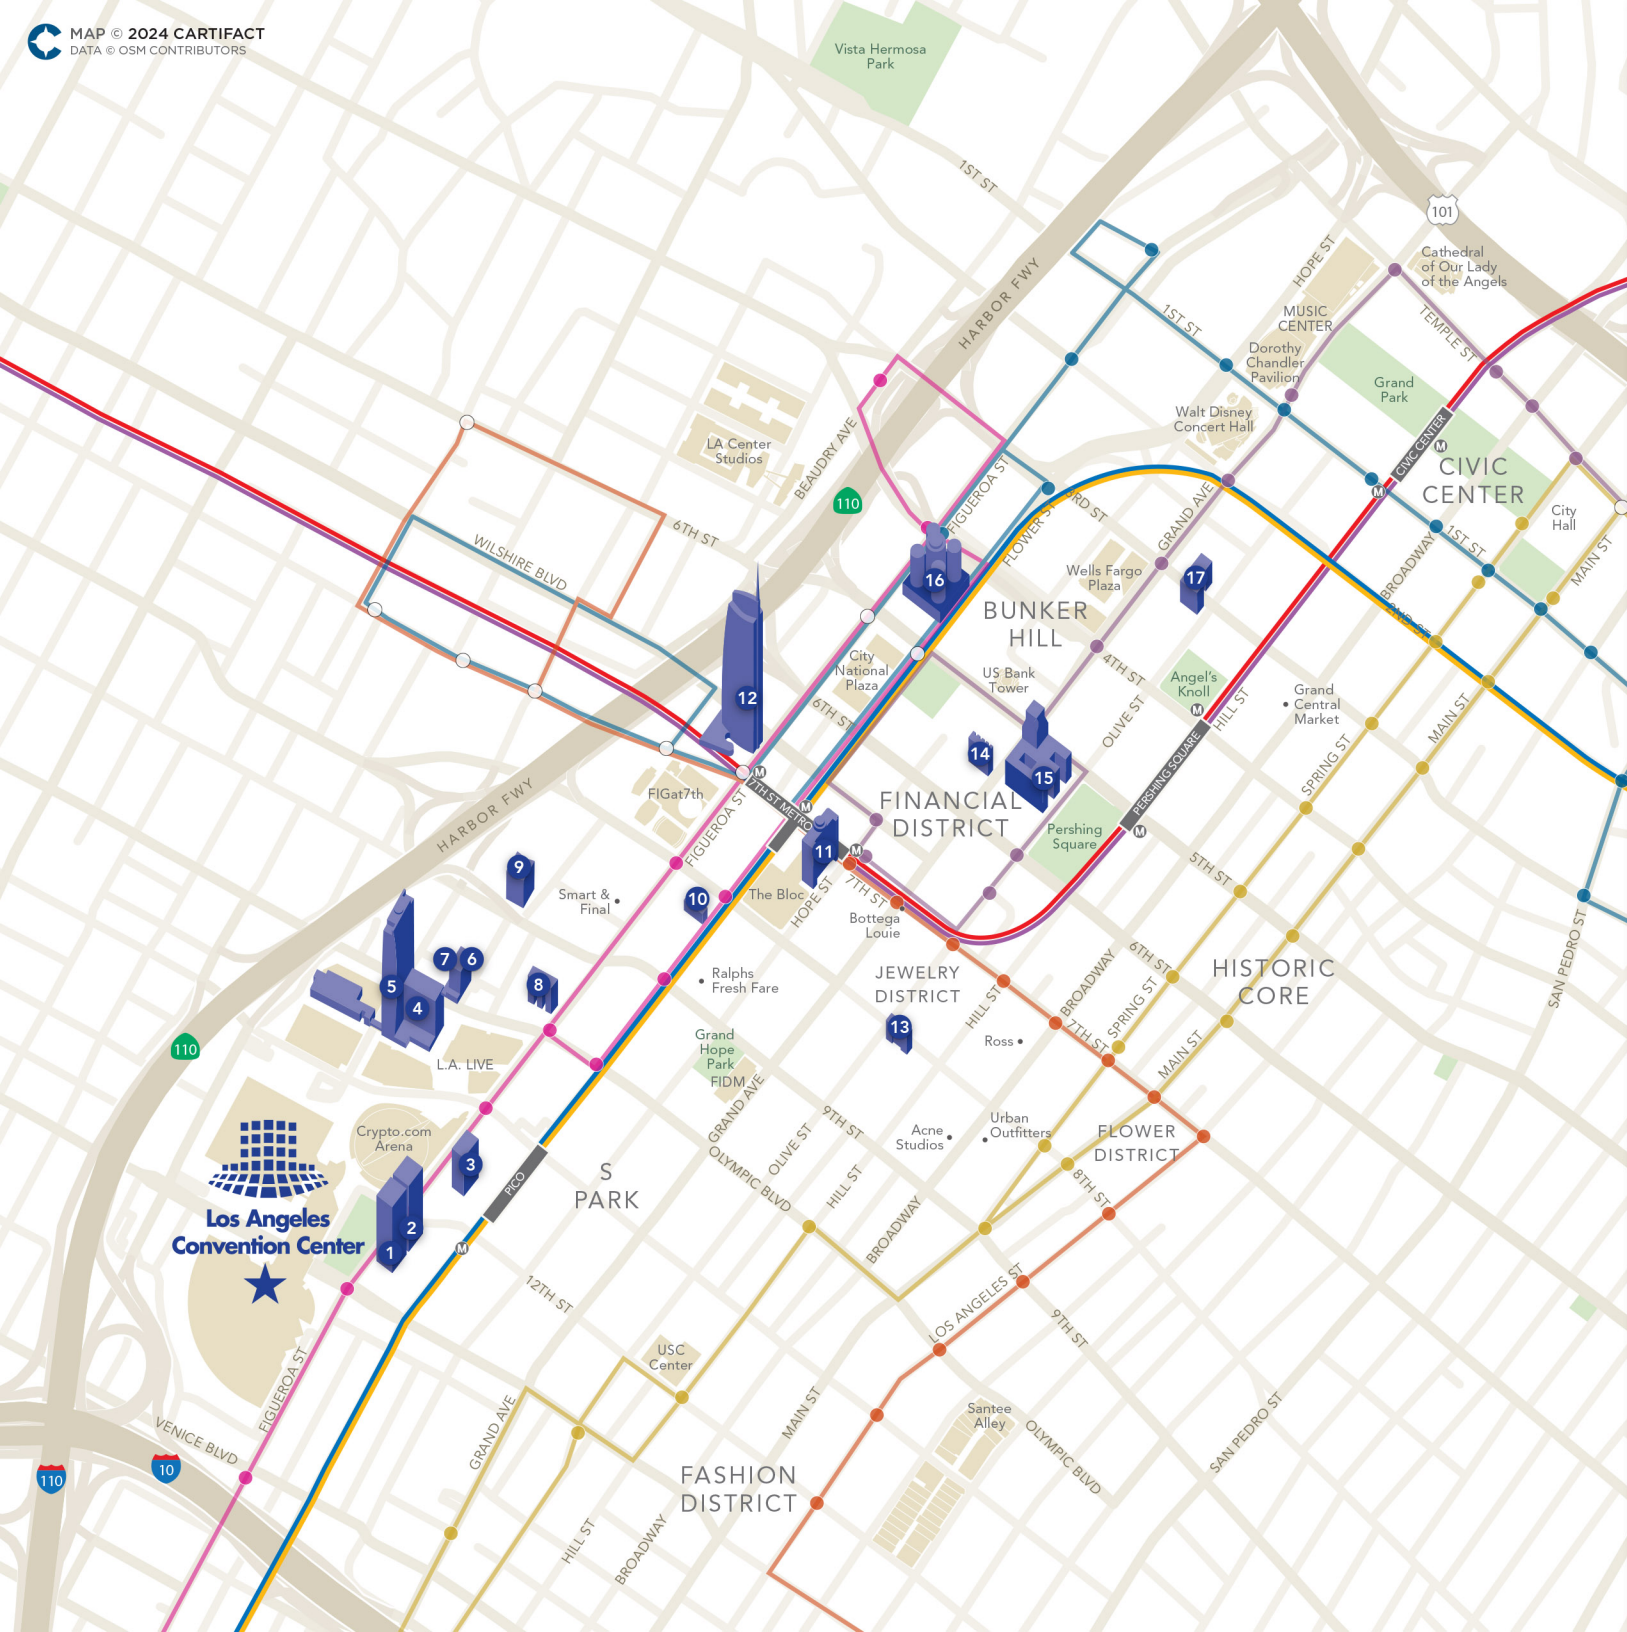 MAP © 2024 CARTIFACT
DATA © OSM CONTRIBUTORS
Vista Hermosa
Park
1ST ST
101
HARBOR FWY
HOPE ST
Cathedral
of Our Lady
of the Angels
MUSIC
CENTER
1ST ST
TEMPLE ST
Dorothy
Chandler
Pavilion
Grand
Park
Walt Disney
Concert Hall
LA Center
Studios
BEAUDRY AVE
CIVIC CENTER
M
M
CIVIC
CENTER
FIGUEROA ST
110
3RD ST
GRAND AVE
City
Hall
6TH ST
FLOWER ST
1ST ST
MAIN ST
WILSHIRE BLVD
BROADWAY
Wells Fargo
Plaza
16
17
2ND ST
BUNKER
HILL
City
National
Plaza
US Bank
Tower
4TH ST
Angel's
Knoll
12
M
HILL ST
Grand
Central
Market
6TH ST
OLIVE ST
MAIN ST
14
15
PERSHING SQUARE
SPRING ST
M
7TH ST METRO
M
FIGat7th
FIGUEROA ST
FINANCIAL
DISTRICT
HARBOR FWY
Pershing
Square
M
11
M
9
5TH ST
Smart &
Final
10
The Bloc
HOPE ST
7TH ST
Bottega
Louie
7
6
5
4
8
Ralphs
Fresh Fare
JEWELRY
DISTRICT
BROADWAY
6TH ST
HISTORIC
CORE
SAN PEDRO ST
HILL ST
SPRING ST
110
L.A. LIVE
13
Ross
7TH ST
MAIN ST
Grand
Hope
Park
FIDM
GRAND AVE
9TH ST
Crypto.com
Arena
3
Acne
Studios
Urban
Outfitters
FLOWER
DISTRICT
PICO
S
PARK
OLIVE ST
OLYMPIC BLVD
HILL ST
8TH ST
Los Angeles
Convention Center
2
1
M
BROADWAY
12TH ST
LOS ANGELES ST
9TH ST
USC
Center
FIGUEROA ST
GRAND AVE
MAIN ST
Santee
Alley
OLYMPIC BLVD
SAN PEDRO ST
VENICE BLVD
110
10
FASHION
DISTRICT
HILL ST
BROADWAY